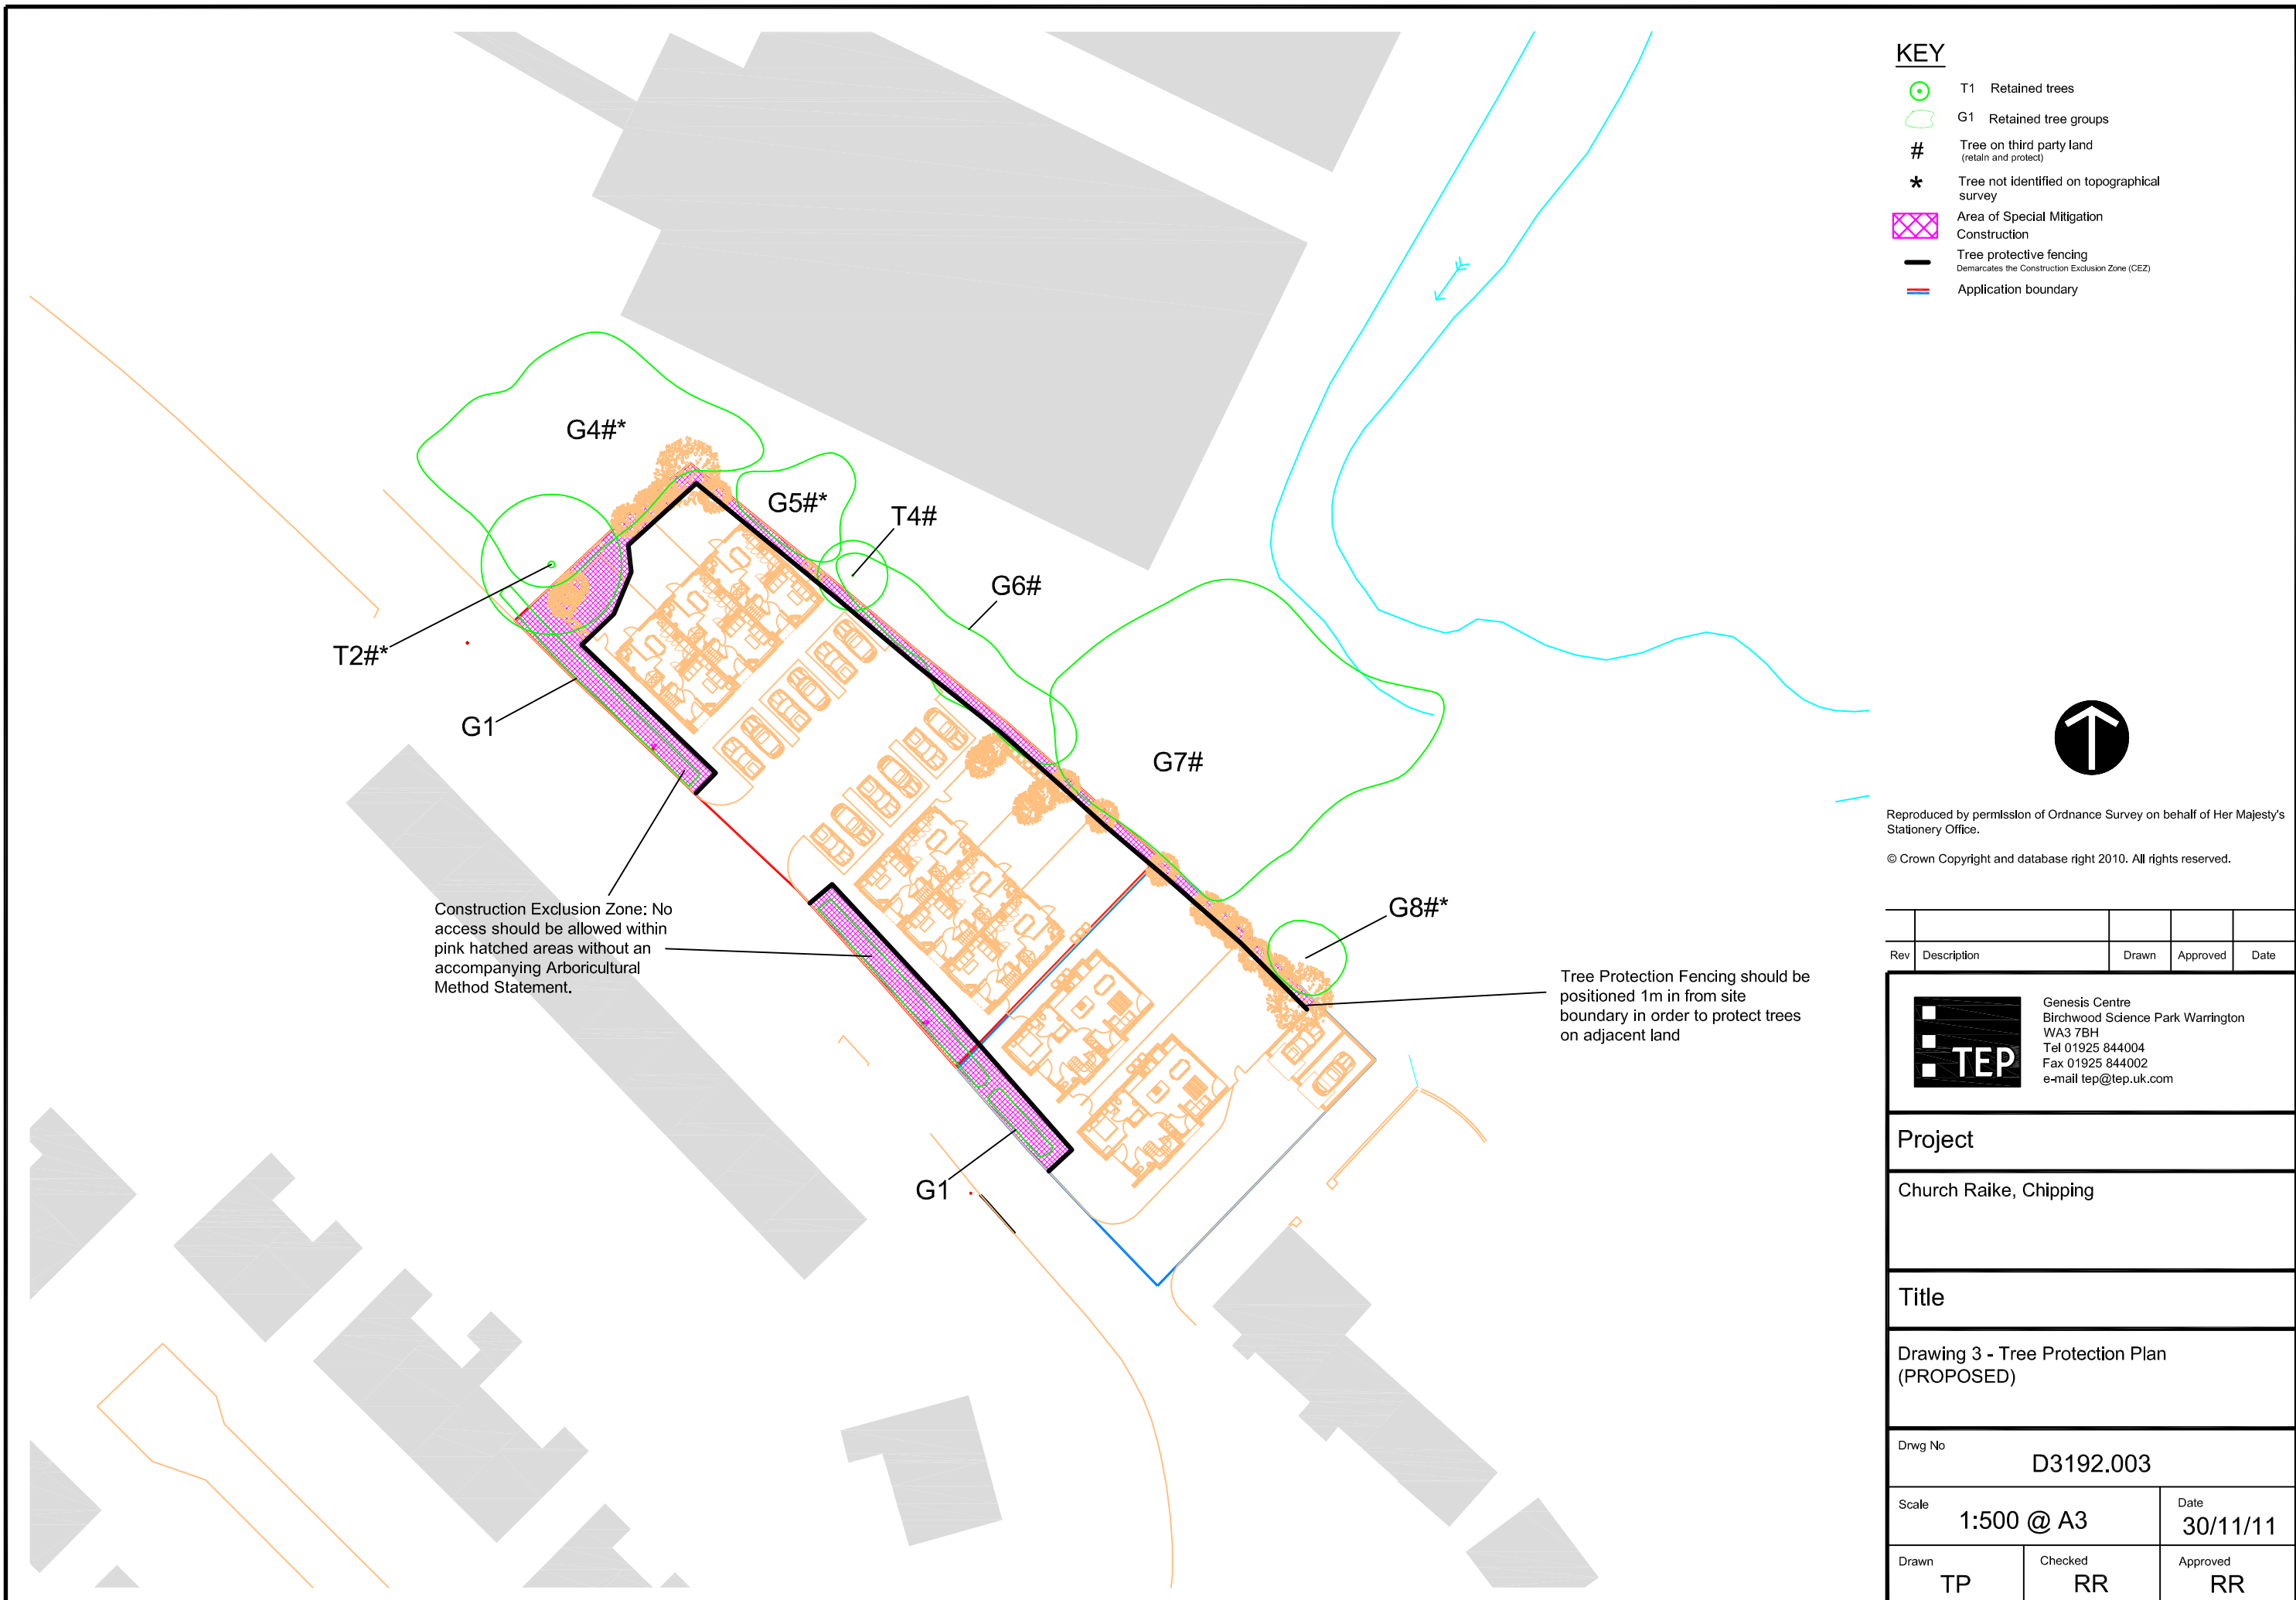 KEY
T1 Retained trees
G1 Retained tree groups
# Tree on third party land
(retain and protect)
* Tree not identified on topographical
survey
Area of Special Mitigation
Construction
Tree protective fencing
Demarcates the Construction Exclusion Zone (CEZ)
Application boundary
G4#*
G5#*
T4#
G6#
T2#*
G1
G7#
G8#*
Construction Exclusion Zone: No
access should be allowed within
pink hatched areas without an
accompanying Arboricultural
Method Statement.
Tree Protection Fencing should be
positioned 1m in from site
boundary in order to protect trees
on adjacent land
G1
Reproduced by permission of Ordnance Survey on behalf of Her Majesty's
Stationery Office.
© Crown Copyright and database right 2010. All rights reserved.
Rev Description Drawn Approved Date
TEP
Genesis Centre
Birchwood Science Park Warrington
WA3 7BH
Tel 01925 844004
Fax 01925 844002
e-mail tep@tep.uk.com
Project
Church Raike, Chipping
Title
Drawing 3 - Tree Protection Plan
(PROPOSED)
Drwg No
D3192.003
Scale
1:500 @ A3
Date
30/11/11
Drawn
TP
Checked
RR
Approved
RR